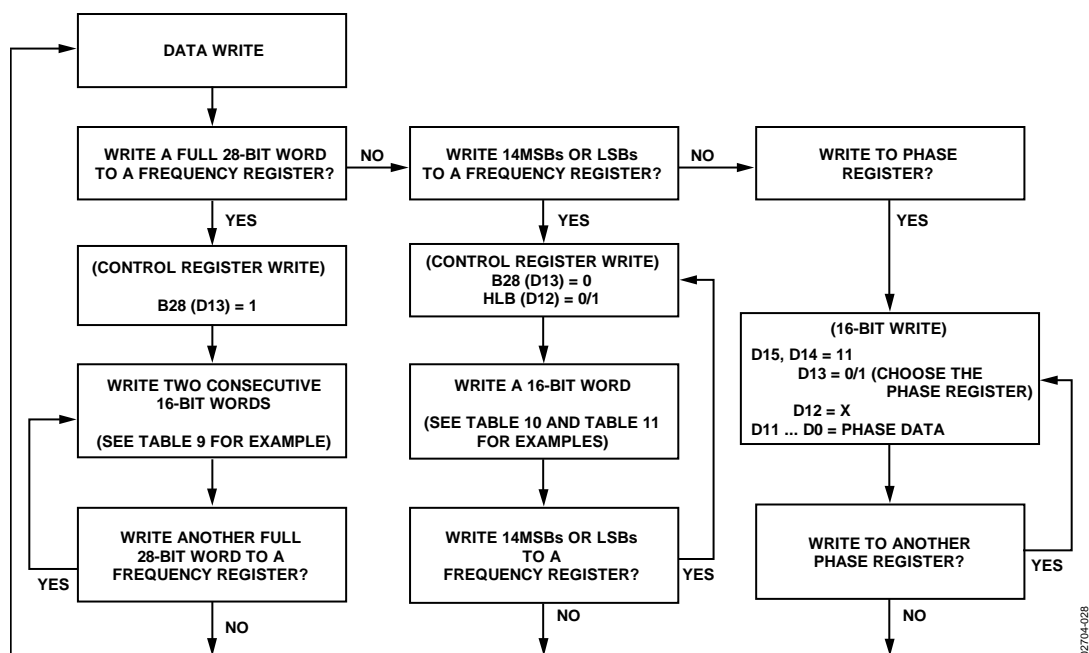 DATA WRITE
WRITE A FULL 28-BIT WORD
TO A FREQUENCY REGISTER?
NO
WRITE 14MSBs OR LSBs
TO A FREQUENCY REGISTER?
NO
WRITE TO PHASE
REGISTER?
YES
YES
YES
(CONTROL REGISTER WRITE)
B28 (D13) = 1
(CONTROL REGISTER WRITE)
B28 (D13) = 0
HLB (D12) = 0/1
(16-BIT WRITE)
D15, D14 = 11
D13 = 0/1 (CHOOSE THE
PHASE REGISTER)
D12 = X
D11 ... D0 = PHASE DATA
WRITE TWO CONSECUTIVE
16-BIT WORDS
(SEE TABLE 9 FOR EXAMPLE)
WRITE A 16-BIT WORD
(SEE TABLE 10 AND TABLE 11
FOR EXAMPLES)
WRITE ANOTHER FULL
28-BIT WORD TO A
FREQUENCY REGISTER?
YES
WRITE 14MSBs OR LSBs
TO A
FREQUENCY REGISTER?
YES
WRITE TO ANOTHER
PHASE REGISTER?
YES
NO
NO
NO
02704-028